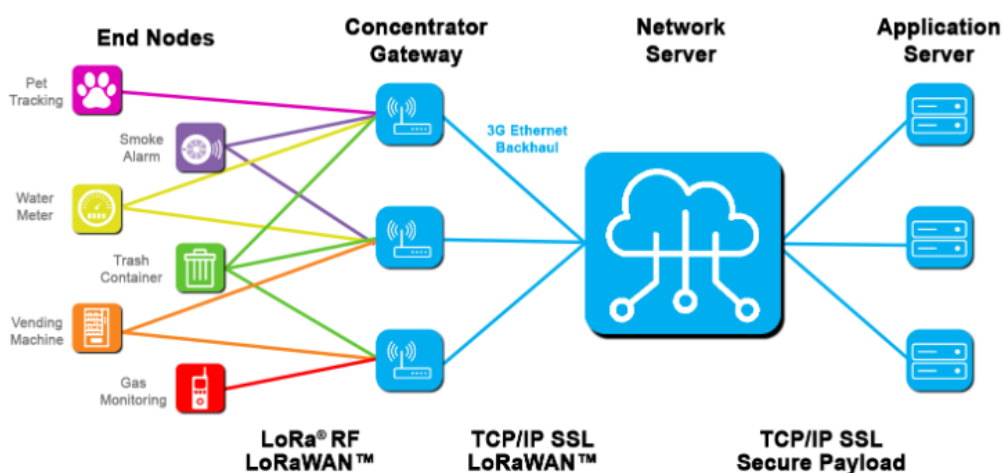 End Nodes
Concentrator
Gateway
Network
Server
Application
Server
Pet
Tracking
Smoke
Alarm
Water
Meter
Trash
Container
Vending
Machine
Gas
Monitoring
3G Ethernet
Backhaul
LoRa® RF
LoRaWAN™
TCP/IP SSL
LoRaWAN™
TCP/IP SSL
Secure Payload